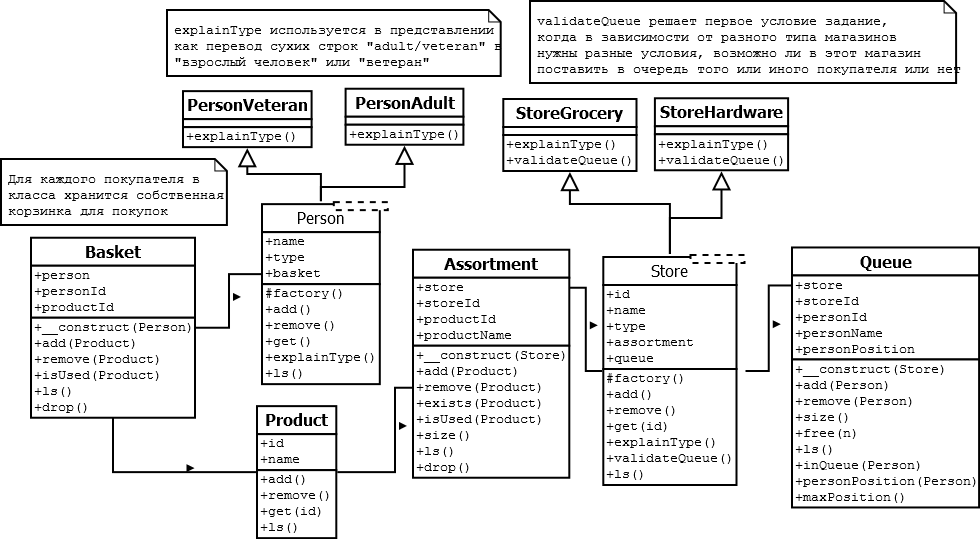 explainType используется в представлении
как перевод сухих строк "adult/veteran" в
"взрослый человек" или "ветеран"
validateQueue решает первое условие задание,
когда в зависимости от разного типа магазинов
нужны разные условия, возможно ли в этот магазин
поставить в очередь того или иного покупателя или нет
PersonVeteran
+explainType()
PersonAdult
+explainType()
StoreGrocery
+explainType()
+validateQueue()
StoreHardware
+explainType()
+validateQueue()
Для каждого покупателя в
класса хранится собственная
корзинка для покупок
Basket
+person
+personId
+productId
+__construct(Person)
+add(Product)
+remove(Product)
+isUsed(Product)
+ls()
+drop()
Person
+name
+type
+basket
#factory()
+add()
+remove()
+get()
+explainType()
+ls()
Product
+id
+name
+add()
+remove()
+get(id)
+ls()
Assortment
+store
+storeId
+productId
+productName
+__construct(Store)
+add(Product)
+remove(Product)
+exists(Product)
+isUsed(Product)
+size()
+ls()
+drop()
Store
+id
+name
+type
+assortment
+queue
#factory()
+add()
+remove()
+get(id)
+explainType()
+validateQueue()
+ls()
Queue
+store
+storeId
+personId
+personName
+personPosition
+__construct(Store)
+add(Person)
+remove(Person)
+size()
+free(n)
+ls()
+inQueue(Person)
+personPosition(Person)
+maxPosition()